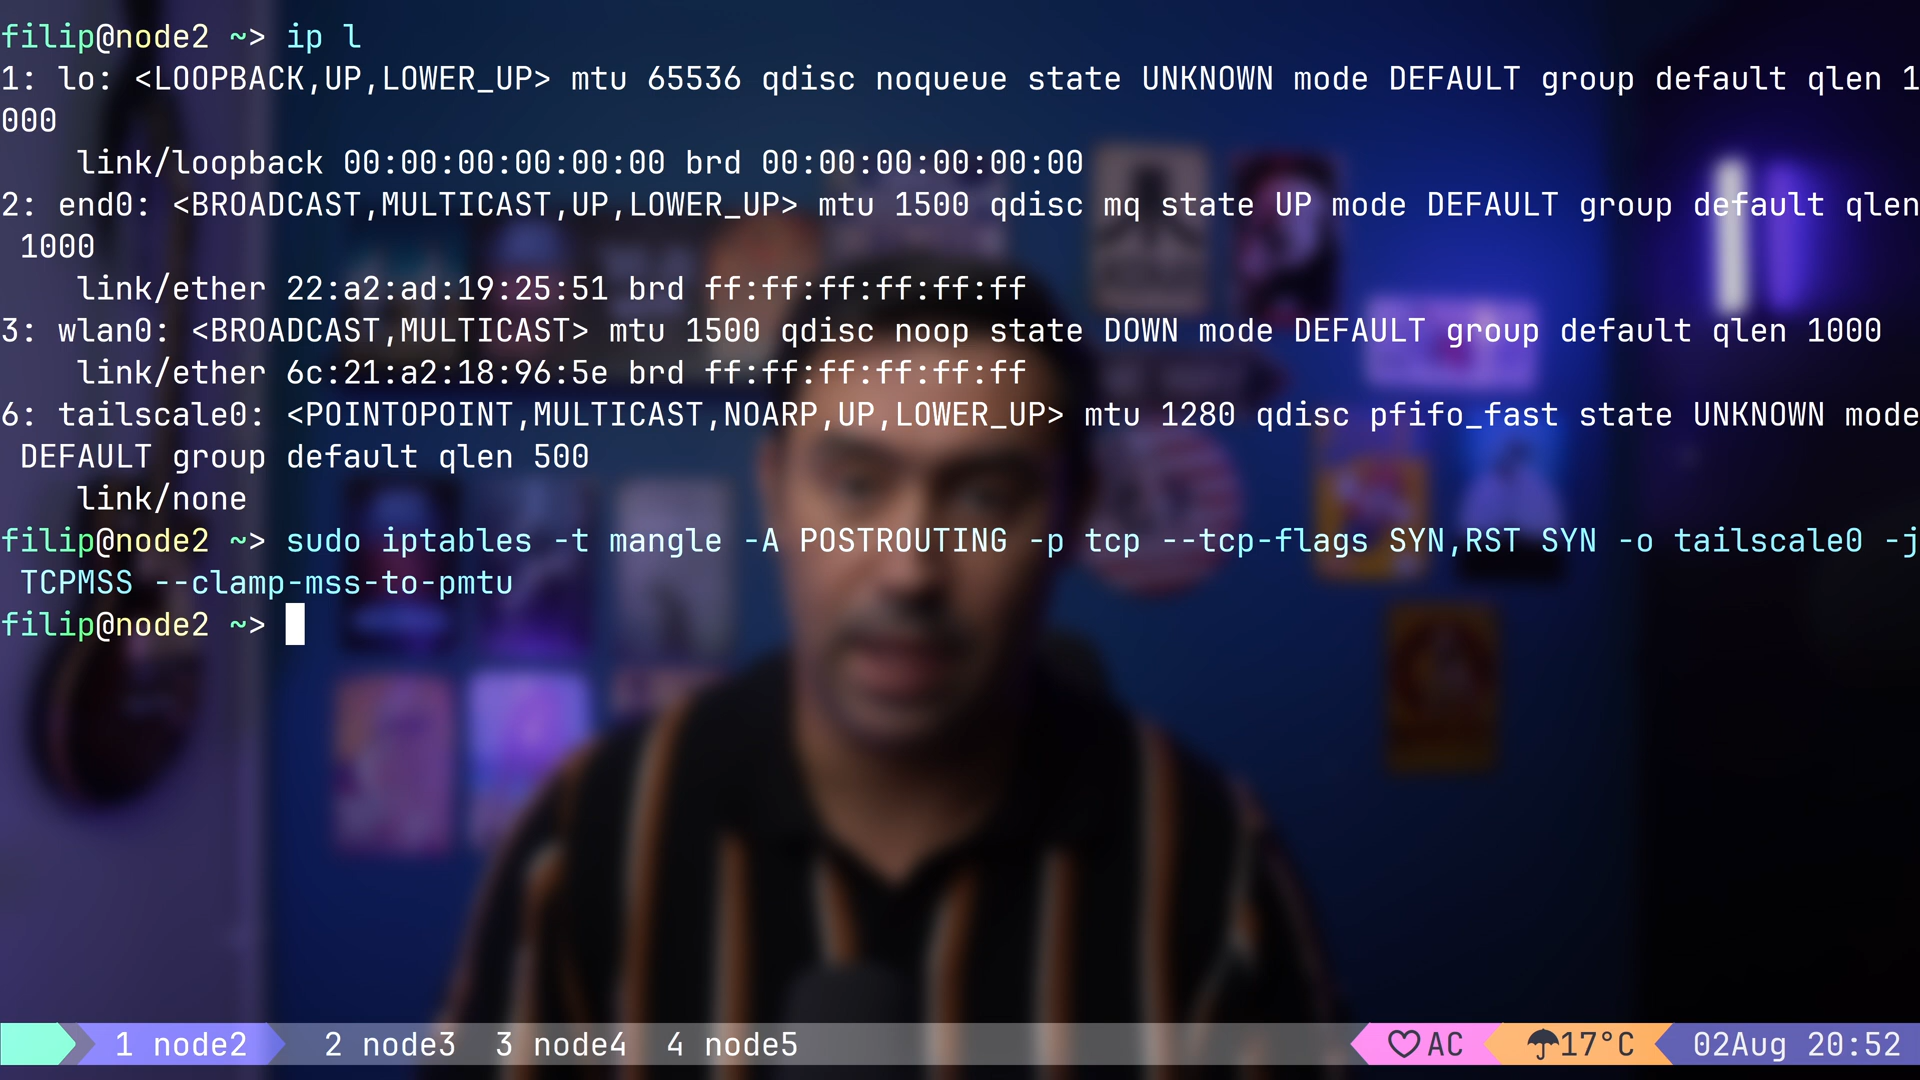 filip@node2 ~> ip l
1: lo: <LOOPBACK,UP,LOWER_UP> mtu 65536 qdisc noqueue state UNKNOWN mode DEFAULT group default qlen 1
000
    link/loopback 00:00:00:00:00:00 brd 00:00:00:00:00:00
2: end0: <BROADCAST,MULTICAST,UP,LOWER_UP> mtu 1500 qdisc mq state UP mode DEFAULT group default qlen
 1000
    link/ether 22:a2:ad:19:25:51 brd ff:ff:ff:ff:ff:ff
3: wlan0: <BROADCAST,MULTICAST> mtu 1500 qdisc noop state DOWN mode DEFAULT group default qlen 1000
    link/ether 6c:21:a2:18:96:5e brd ff:ff:ff:ff:ff:ff
6: tailscale0: <POINTOPOINT,MULTICAST,NOARP,UP,LOWER_UP> mtu 1280 qdisc pfifo_fast state UNKNOWN mode
 DEFAULT group default qlen 500
    link/none
filip@node2 ~> sudo iptables -t mangle -A POSTROUTING -p tcp --tcp-flags SYN,RST SYN -o tailscale0 -j
 TCPMSS --clamp-mss-to-pmtu
filip@node2 ~>
1 node2 2 node3 3 node4 4 node5 ♡ AC ☂17°C 02Aug 20:52